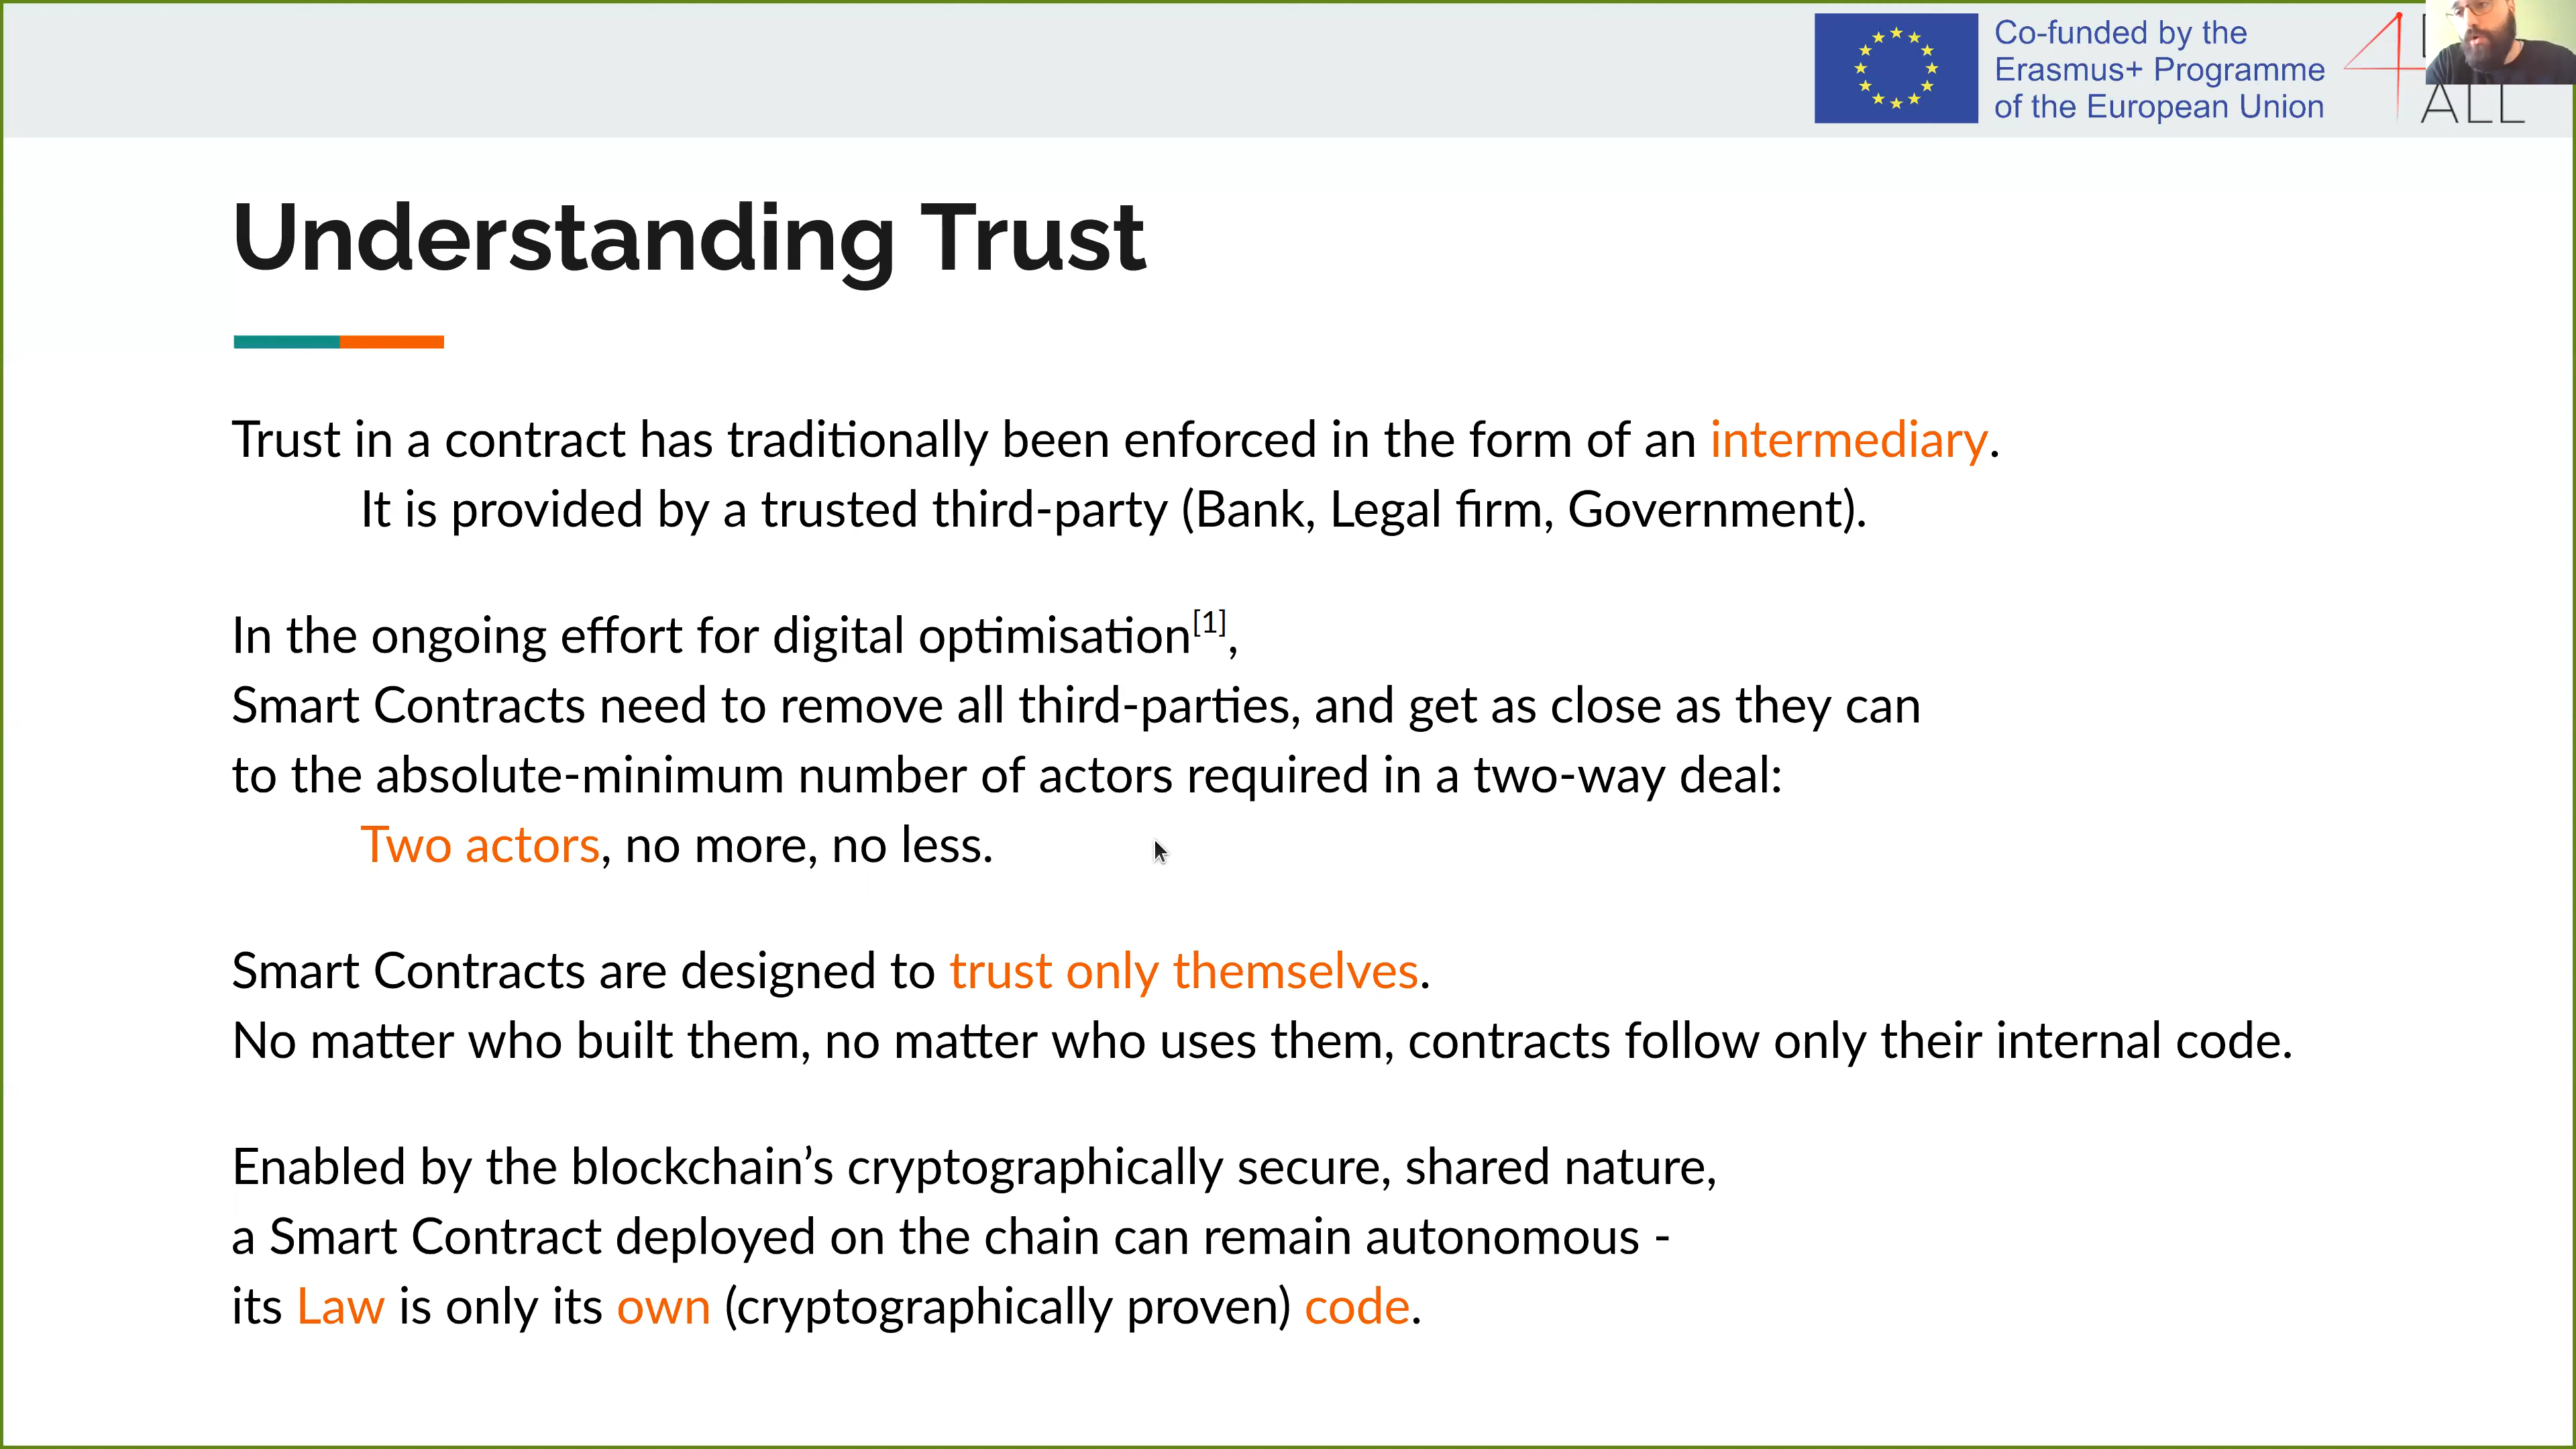 Co-funded by the
Erasmus+ Programme
of the European Union
4
ALL
Understanding Trust
Trust in a contract has traditionally been enforced in the form of an intermediary.
It is provided by a trusted third-party (Bank, Legal firm, Government).
In the ongoing effort for digital optimisation[1],
Smart Contracts need to remove all third-parties, and get as close as they can
to the absolute-minimum number of actors required in a two-way deal:
Two actors, no more, no less.
Smart Contracts are designed to trust only themselves.
No matter who built them, no matter who uses them, contracts follow only their internal code.
Enabled by the blockchain’s cryptographically secure, shared nature,
a Smart Contract deployed on the chain can remain autonomous -
its Law is only its own (cryptographically proven) code.